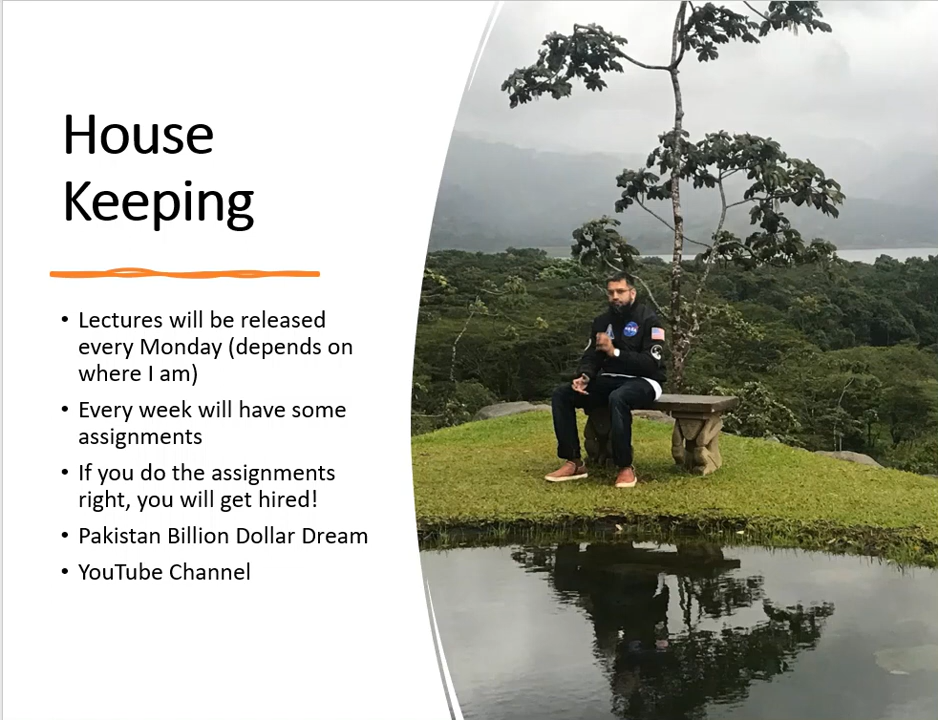 House
Keeping
• Lectures will be released
every Monday (depends on
where I am)
• Every week will have some
assignments
• If you do the assignments
right, you will get hired!
• Pakistan Billion Dollar Dream
• YouTube Channel
NASA